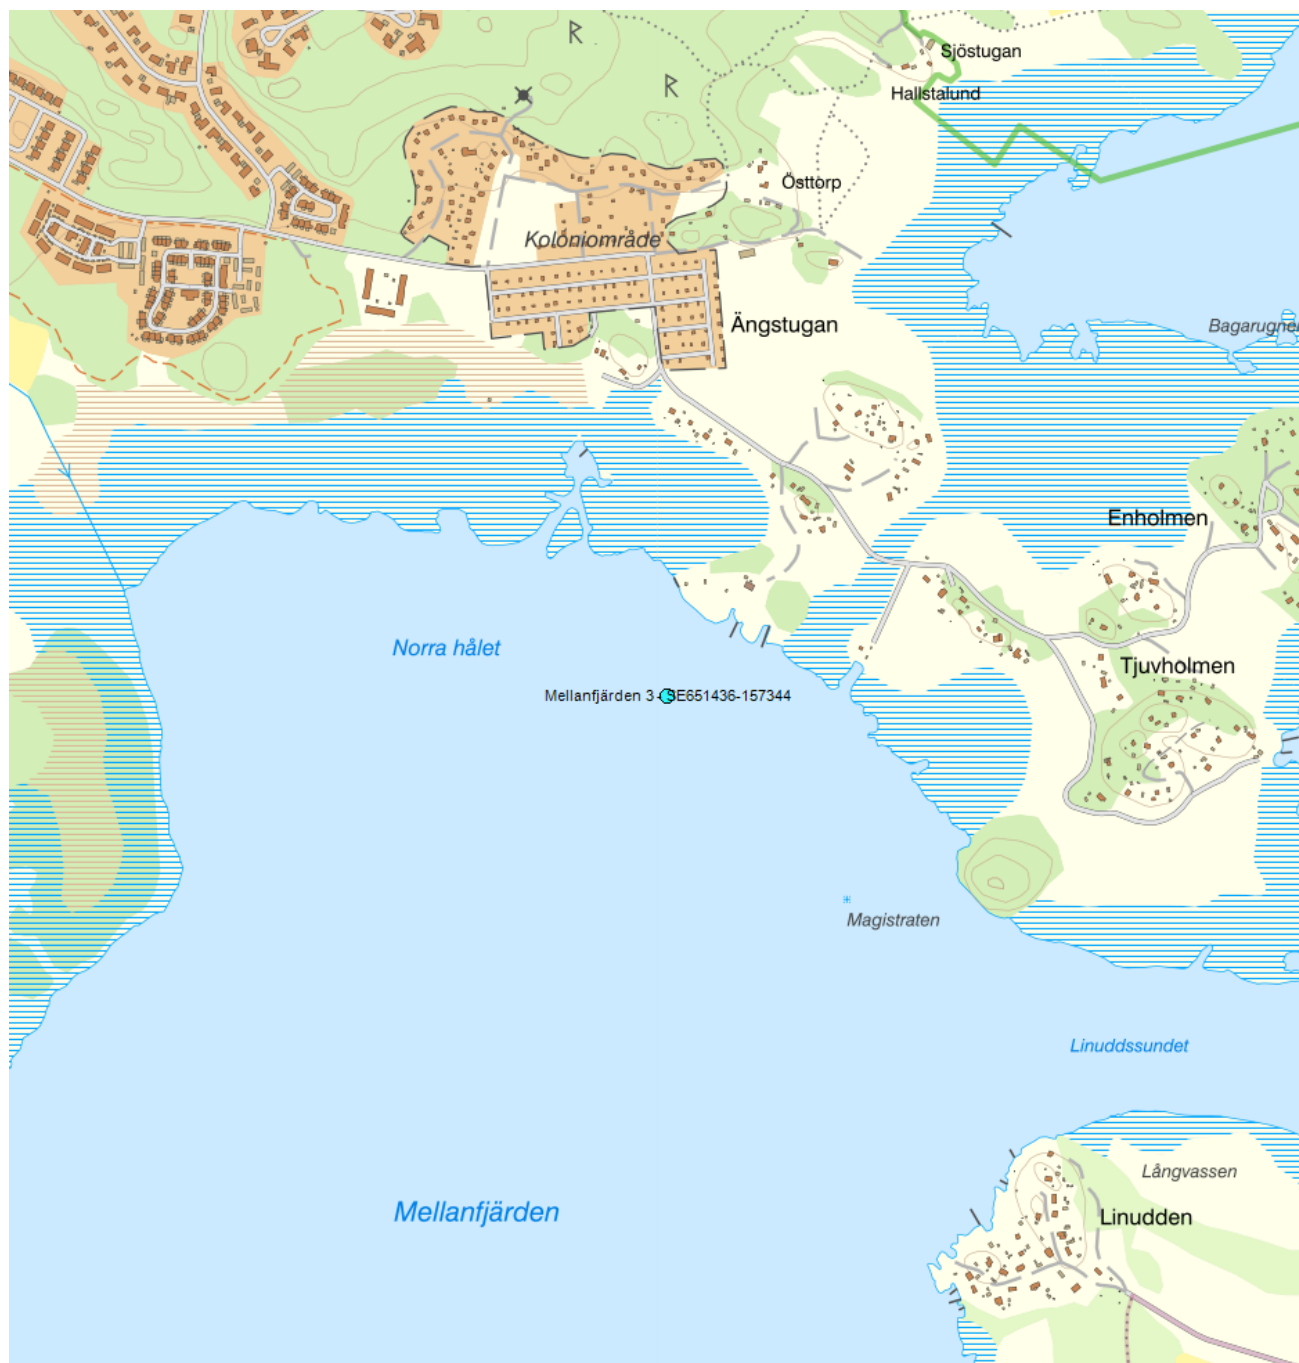 R
Sjöstugan
R
Hallstalund
Östtorp
Koloniområde
Ängstugan
Bagarugnen
Enholmen
Norra hålet
Tjuvholmen
Mellanfjärden 3 - SE651436-157344
Magistraten
Linuddssundet
Långvassen
Mellanfjärden
Linudden